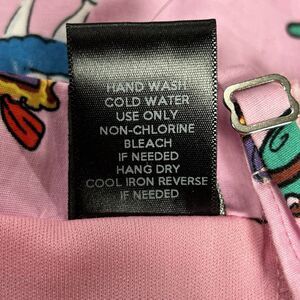 HAND WASH
COLD WATER
USE ONLY
NON-CHLORINE
BLEACH
IF NEEDED
HANG DRY
COOL IRON REVERSE
IF NEEDED